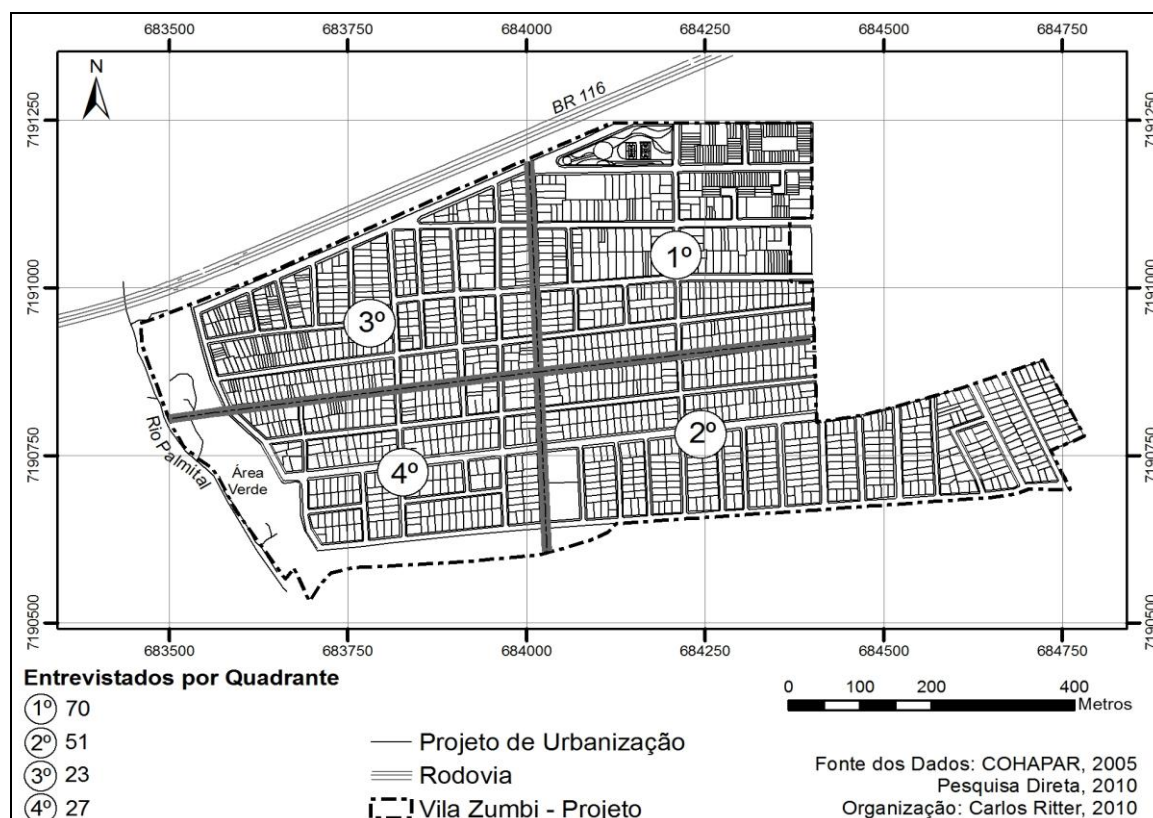 683500 683750 684000 684250 684500 684750
N
BR 116
7191250 7191250
1º
7191000 7191000
3º
2º
7190750 7190750
4º
Rio Palmital
Área
Verde
7190500 7190500
683500 683750 684000 684250 684500 684750
Entrevistados por Quadrante
1º 70
2º 51
3º 23
4º 27
Projeto de Urbanização
Rodovia
Vila Zumbi - Projeto
0 100 200 400
Metros
Fonte dos Dados: COHAPAR, 2005
Pesquisa Direta, 2010
Organização: Carlos Ritter, 2010